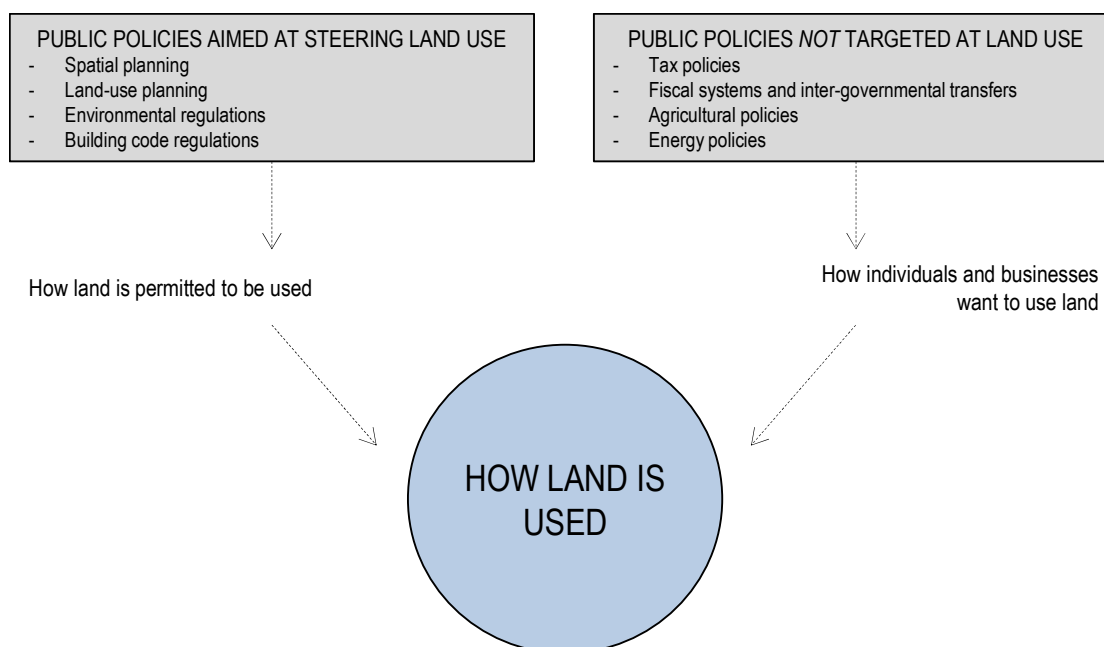 PUBLIC POLICIES AIMED AT STEERING LAND USE
- Spatial planning
- Land-use planning
- Environmental regulations
- Building code regulations
PUBLIC POLICIES NOT TARGETED AT LAND USE
- Tax policies
- Fiscal systems and inter-governmental transfers
- Agricultural policies
- Energy policies
How land is permitted to be used
How individuals and businesses
want to use land
HOW LAND IS
USED